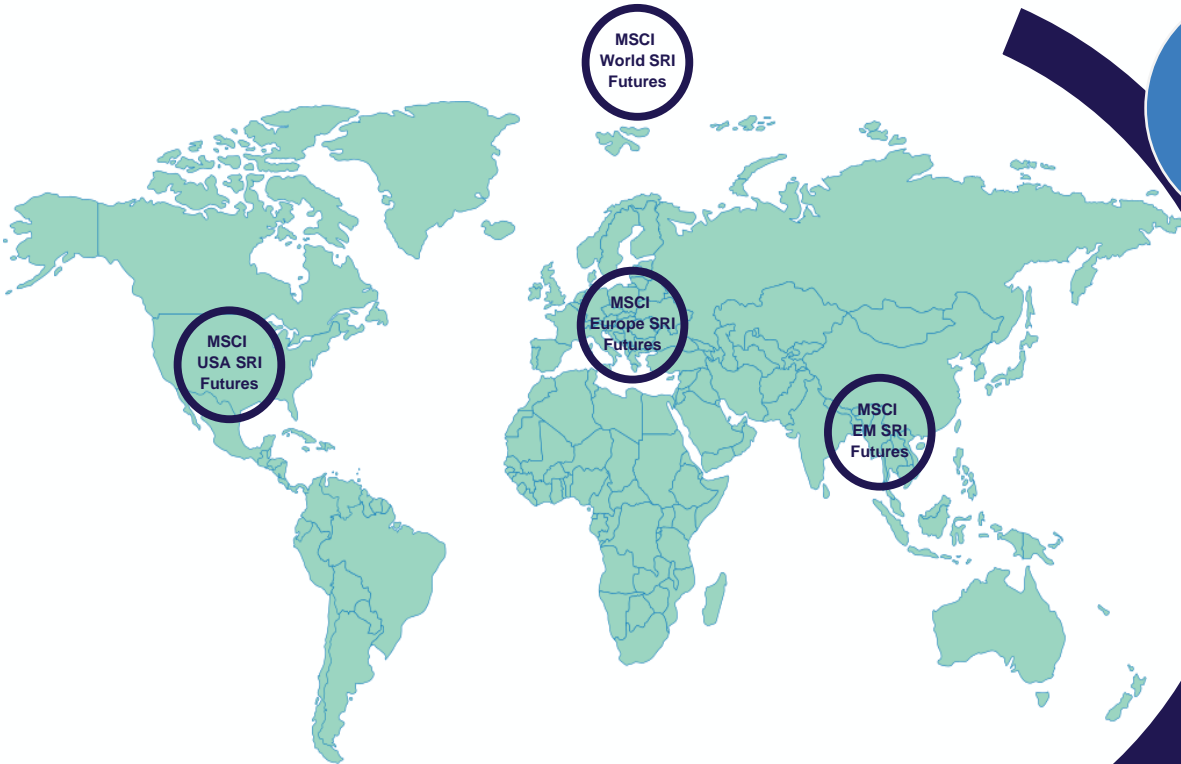 MSCI
World SRI
Futures
MSCI
Europe SRI
Futures
MSCI
USA SRI
Futures
MSCI
EM SRI
Futures